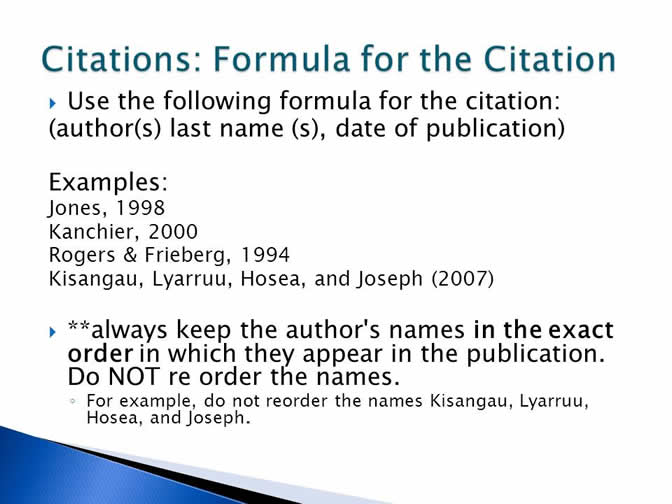 Citations: Formula for the Citation
Use the following formula for the citation:
(author(s) last name (s), date of publication)
Examples:
Jones, 1998
Kanchier, 2000
Rogers & Frieberg, 1994
Kisangau, Lyarruu, Hosea, and Joseph (2007)
**always keep the author's names in the exact
order in which they appear in the publication.
Do NOT re order the names.
For example, do not reorder the names Kisangau, Lyarruu,
Hosea, and Joseph.